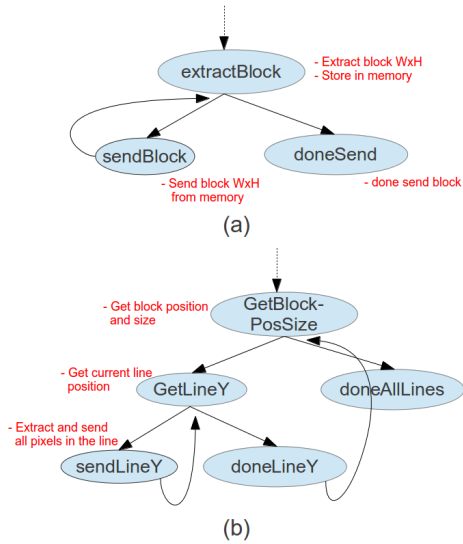 extractBlock
- Extract block WxH
- Store in memory
sendBlock
doneSend
- Send block WxH
from memory
- done send block
(a)
- Get block position
and size
GetBlock-
PosSize
- Get current line
position
GetLineY
doneAllLines
- Extract and send
all pixels in the line
sendLineY
doneLineY
(b)